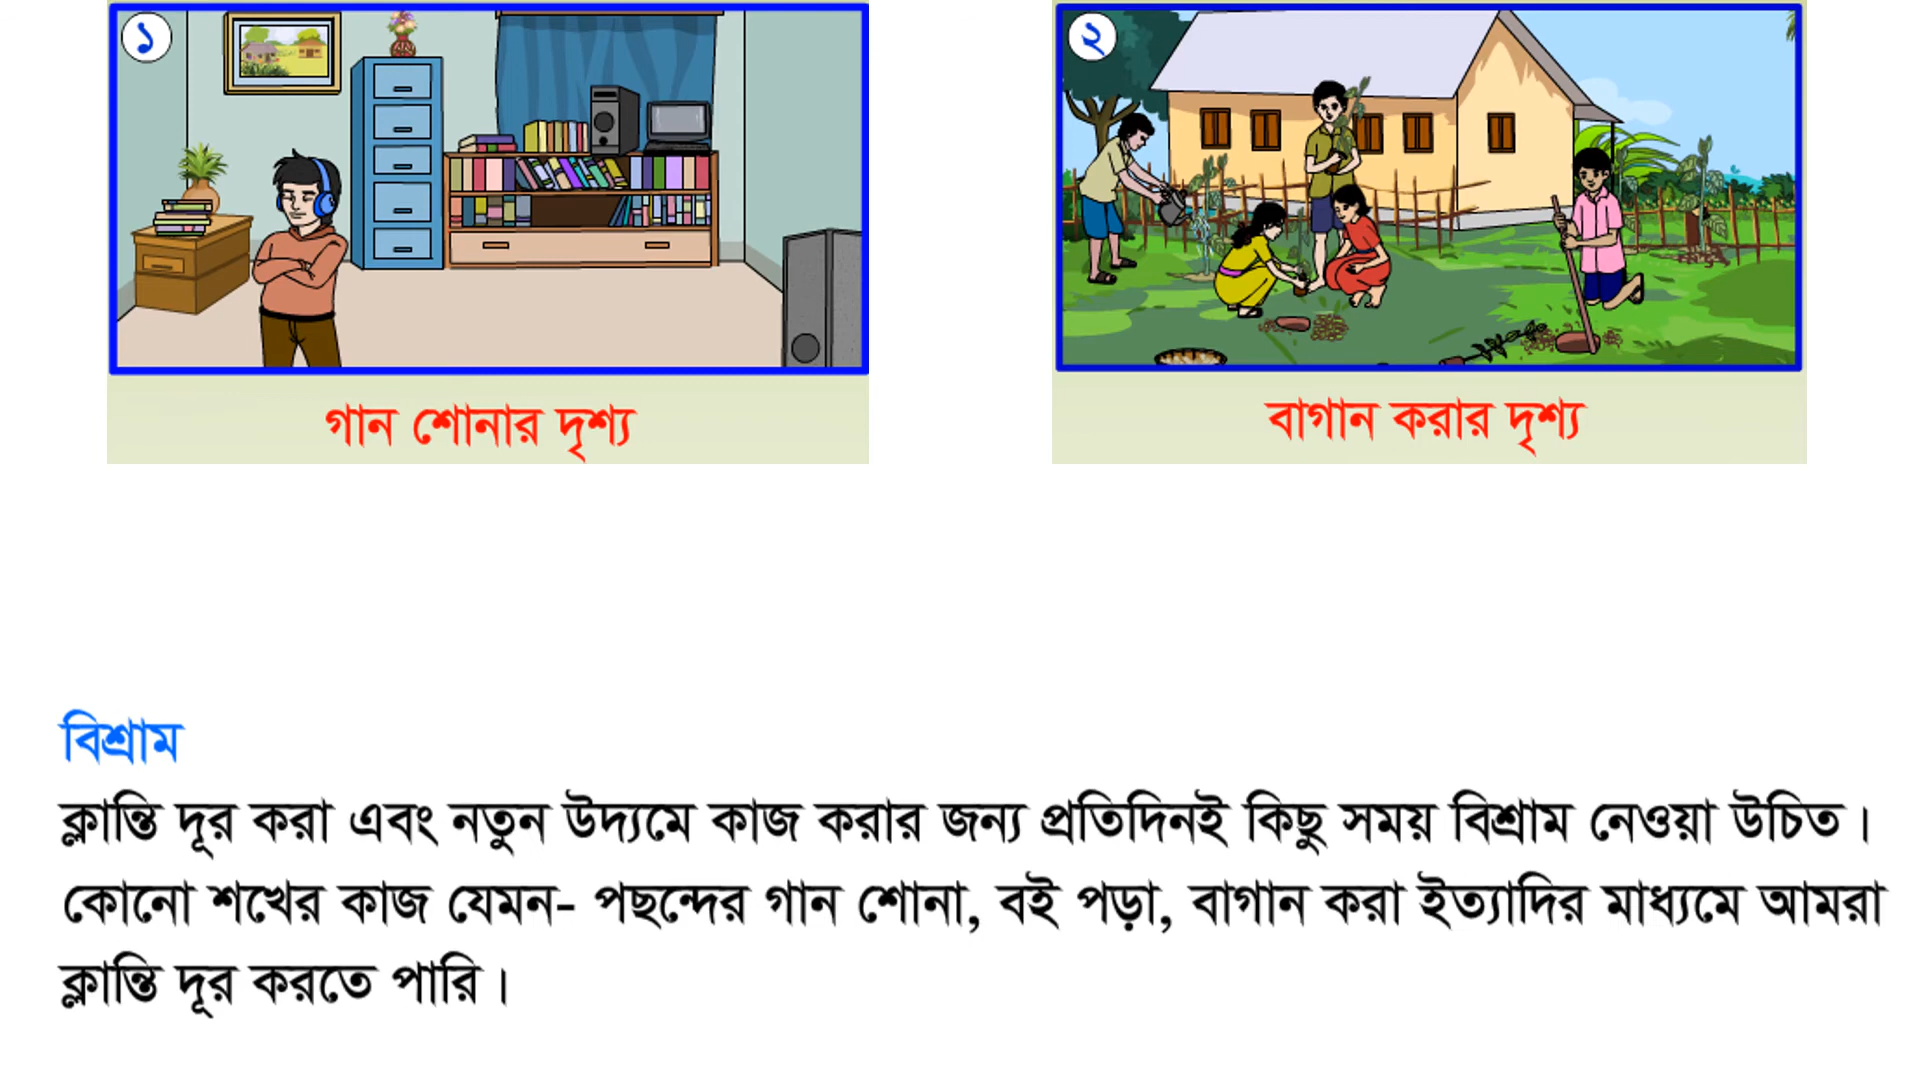 ১
২
গান শোনার দৃশ্য
বাগান করার দৃশ্য
বিশ্রাম
ক্লান্তি দূর করা এবং নতুন উদ্যমে কাজ করার জন্য প্রতিদিনই কিছু সময় বিশ্রাম নেওয়া উচিত।
কোনো শখের কাজ যেমন- পছন্দের গান শোনা, বই পড়া, বাগান করা ইত্যাদির মাধ্যমে আমরা
ক্লান্তি দূর করতে পারি।